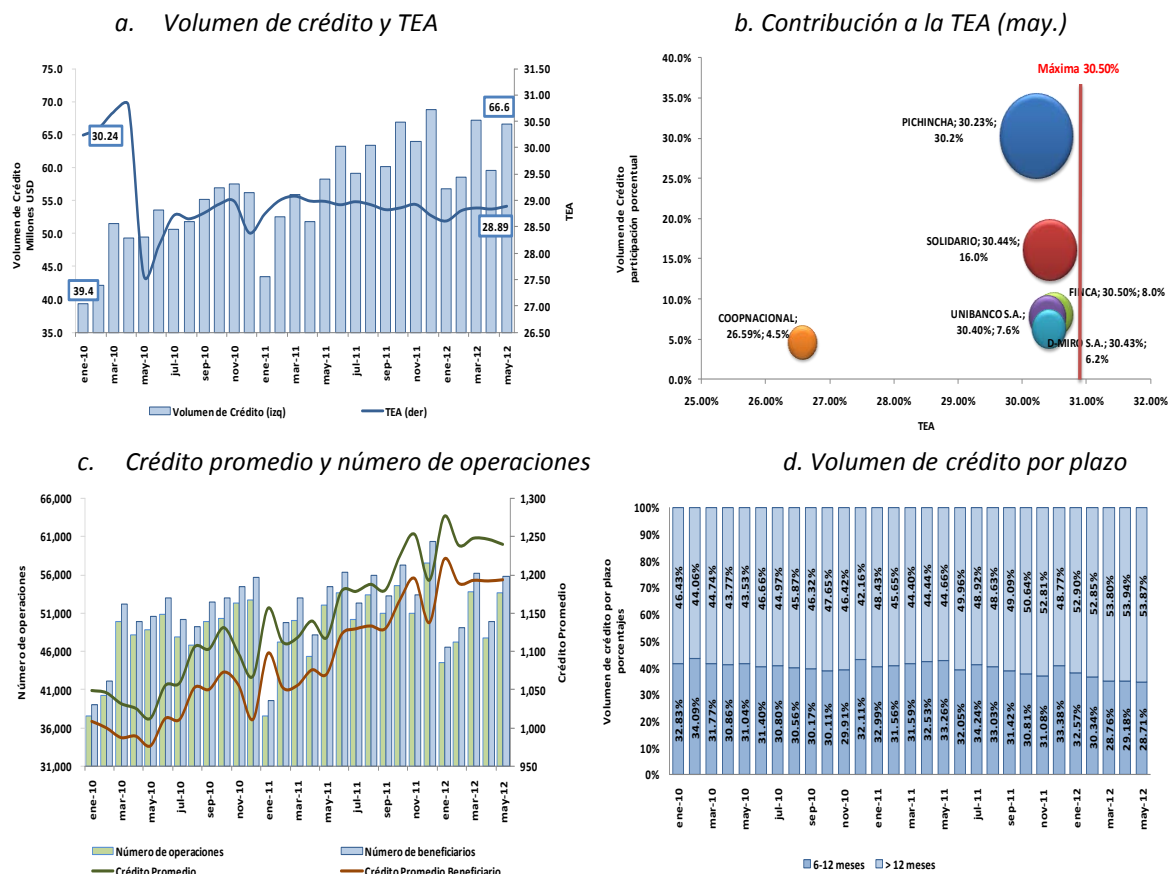 a. Volumen de crédito y TEA
75.0
70.0
65.0
60.0
55.0
50.0
45.0
40.0
35.0
31.50
31.00
30.50
30.00
29.50
29.00
28.50
28.00
27.50
27.00
26.50
Volumen de Crédito
Millones USD
TEA
30.24
39.4
66.6
28.89
ene-10
mar-10
may-10
jul-10
sep-10
nov-10
ene-11
mar-11
may-11
jul-11
sep-11
nov-11
ene-12
mar-12
may-12
Volumen de Crédito (izq)
TEA (der)
b. Contribución a la TEA (may.)
40.0%
35.0%
30.0%
25.0%
20.0%
15.0%
10.0%
5.0%
0.0%
Volumen de Crédito
participación porcentual
Máxima 30.50%
PICHINCHA; 30.23%;
30.2%
SOLIDARIO; 30.44%;
16.0%
FINCA; 30.50%; 8.0%
UNIBANCO S.A.;
30.40%; 7.6%
D-MIRO S.A.; 30.43%;
6.2%
COOPNACIONAL;
26.59%; 4.5%
25.00%
26.00%
27.00%
28.00%
29.00%
30.00%
31.00%
32.00%
TEA
c. Crédito promedio y número de operaciones
66,000
61,000
56,000
51,000
46,000
41,000
36,000
31,000
1,300
1,250
1,200
1,150
1,100
1,050
1,000
950
Número de operaciones
Crédito Promedio
ene-10
mar-10
may-10
jul-10
sep-10
nov-10
ene-11
mar-11
may-11
jul-11
sep-11
nov-11
ene-12
mar-12
may-12
Número de operaciones
Número de beneficiarios
Crédito Promedio
Crédito Promedio Beneficiario
d. Volumen de crédito por plazo
100%
90%
80%
70%
60%
50%
40%
30%
20%
10%
0%
Volumen de crédito por plazo
porcentajes
46.43%
44.06%
44.74%
43.77%
43.53%
46.66%
44.97%
45.87%
46.32%
47.65%
46.42%
42.16%
48.43%
45.65%
44.40%
44.44%
44.66%
49.96%
48.92%
48.63%
49.09%
50.64%
52.81%
48.77%
52.90%
52.85%
53.80%
53.94%
53.87%
32.83%
34.09%
31.77%
30.86%
31.04%
31.40%
30.80%
30.56%
30.17%
30.11%
29.91%
32.11%
32.99%
31.56%
31.59%
32.53%
33.26%
32.05%
34.24%
33.03%
31.42%
30.81%
31.08%
33.38%
32.57%
30.34%
28.76%
29.18%
28.71%
ene-10
mar-10
may-10
jul-10
sep-10
nov-10
ene-11
mar-11
may-11
jul-11
sep-11
nov-11
ene-12
mar-12
may-12
6-12 meses
> 12 meses